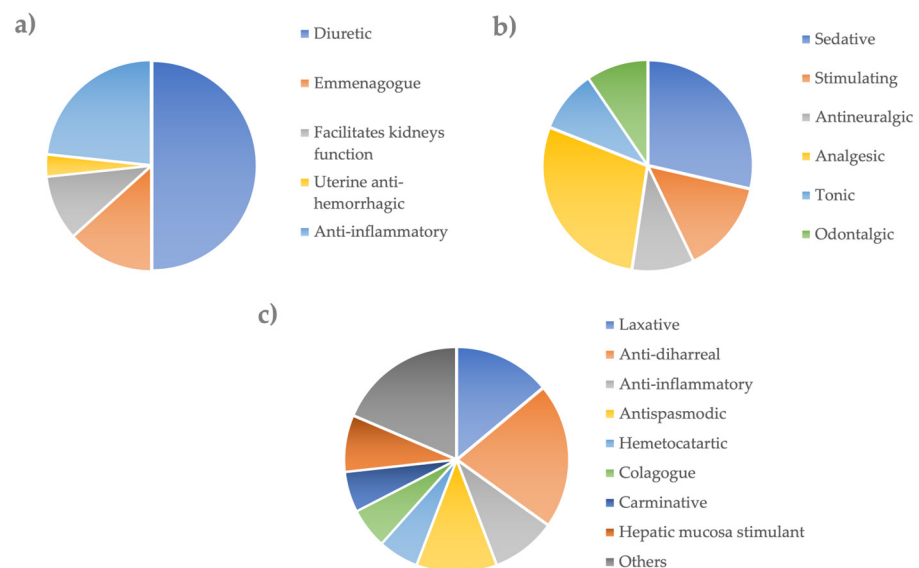 a)
Diuretic
Emmenagogue
Facilitates kidneys
function
Uterine anti-
hemorrhagic
Anti-inflammatory
b)
Sedative
Stimulating
Antineuralgic
Analgesic
Tonic
Odontalgic
c)
Laxative
Anti-diharreal
Anti-inflammatory
Antispasmodic
Hemetocatartic
Colagogue
Carminative
Hepatic mucosa stimulant
Others